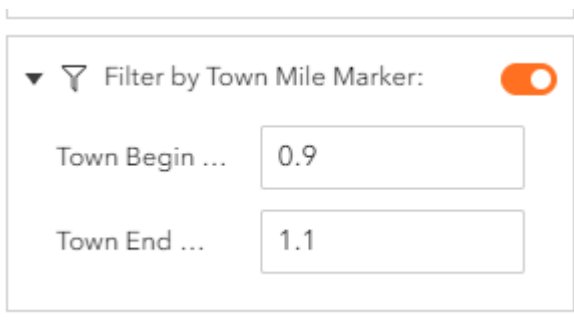 Filter by Town Mile Marker:
Town Begin ... 0.9
Town End ... 1.1